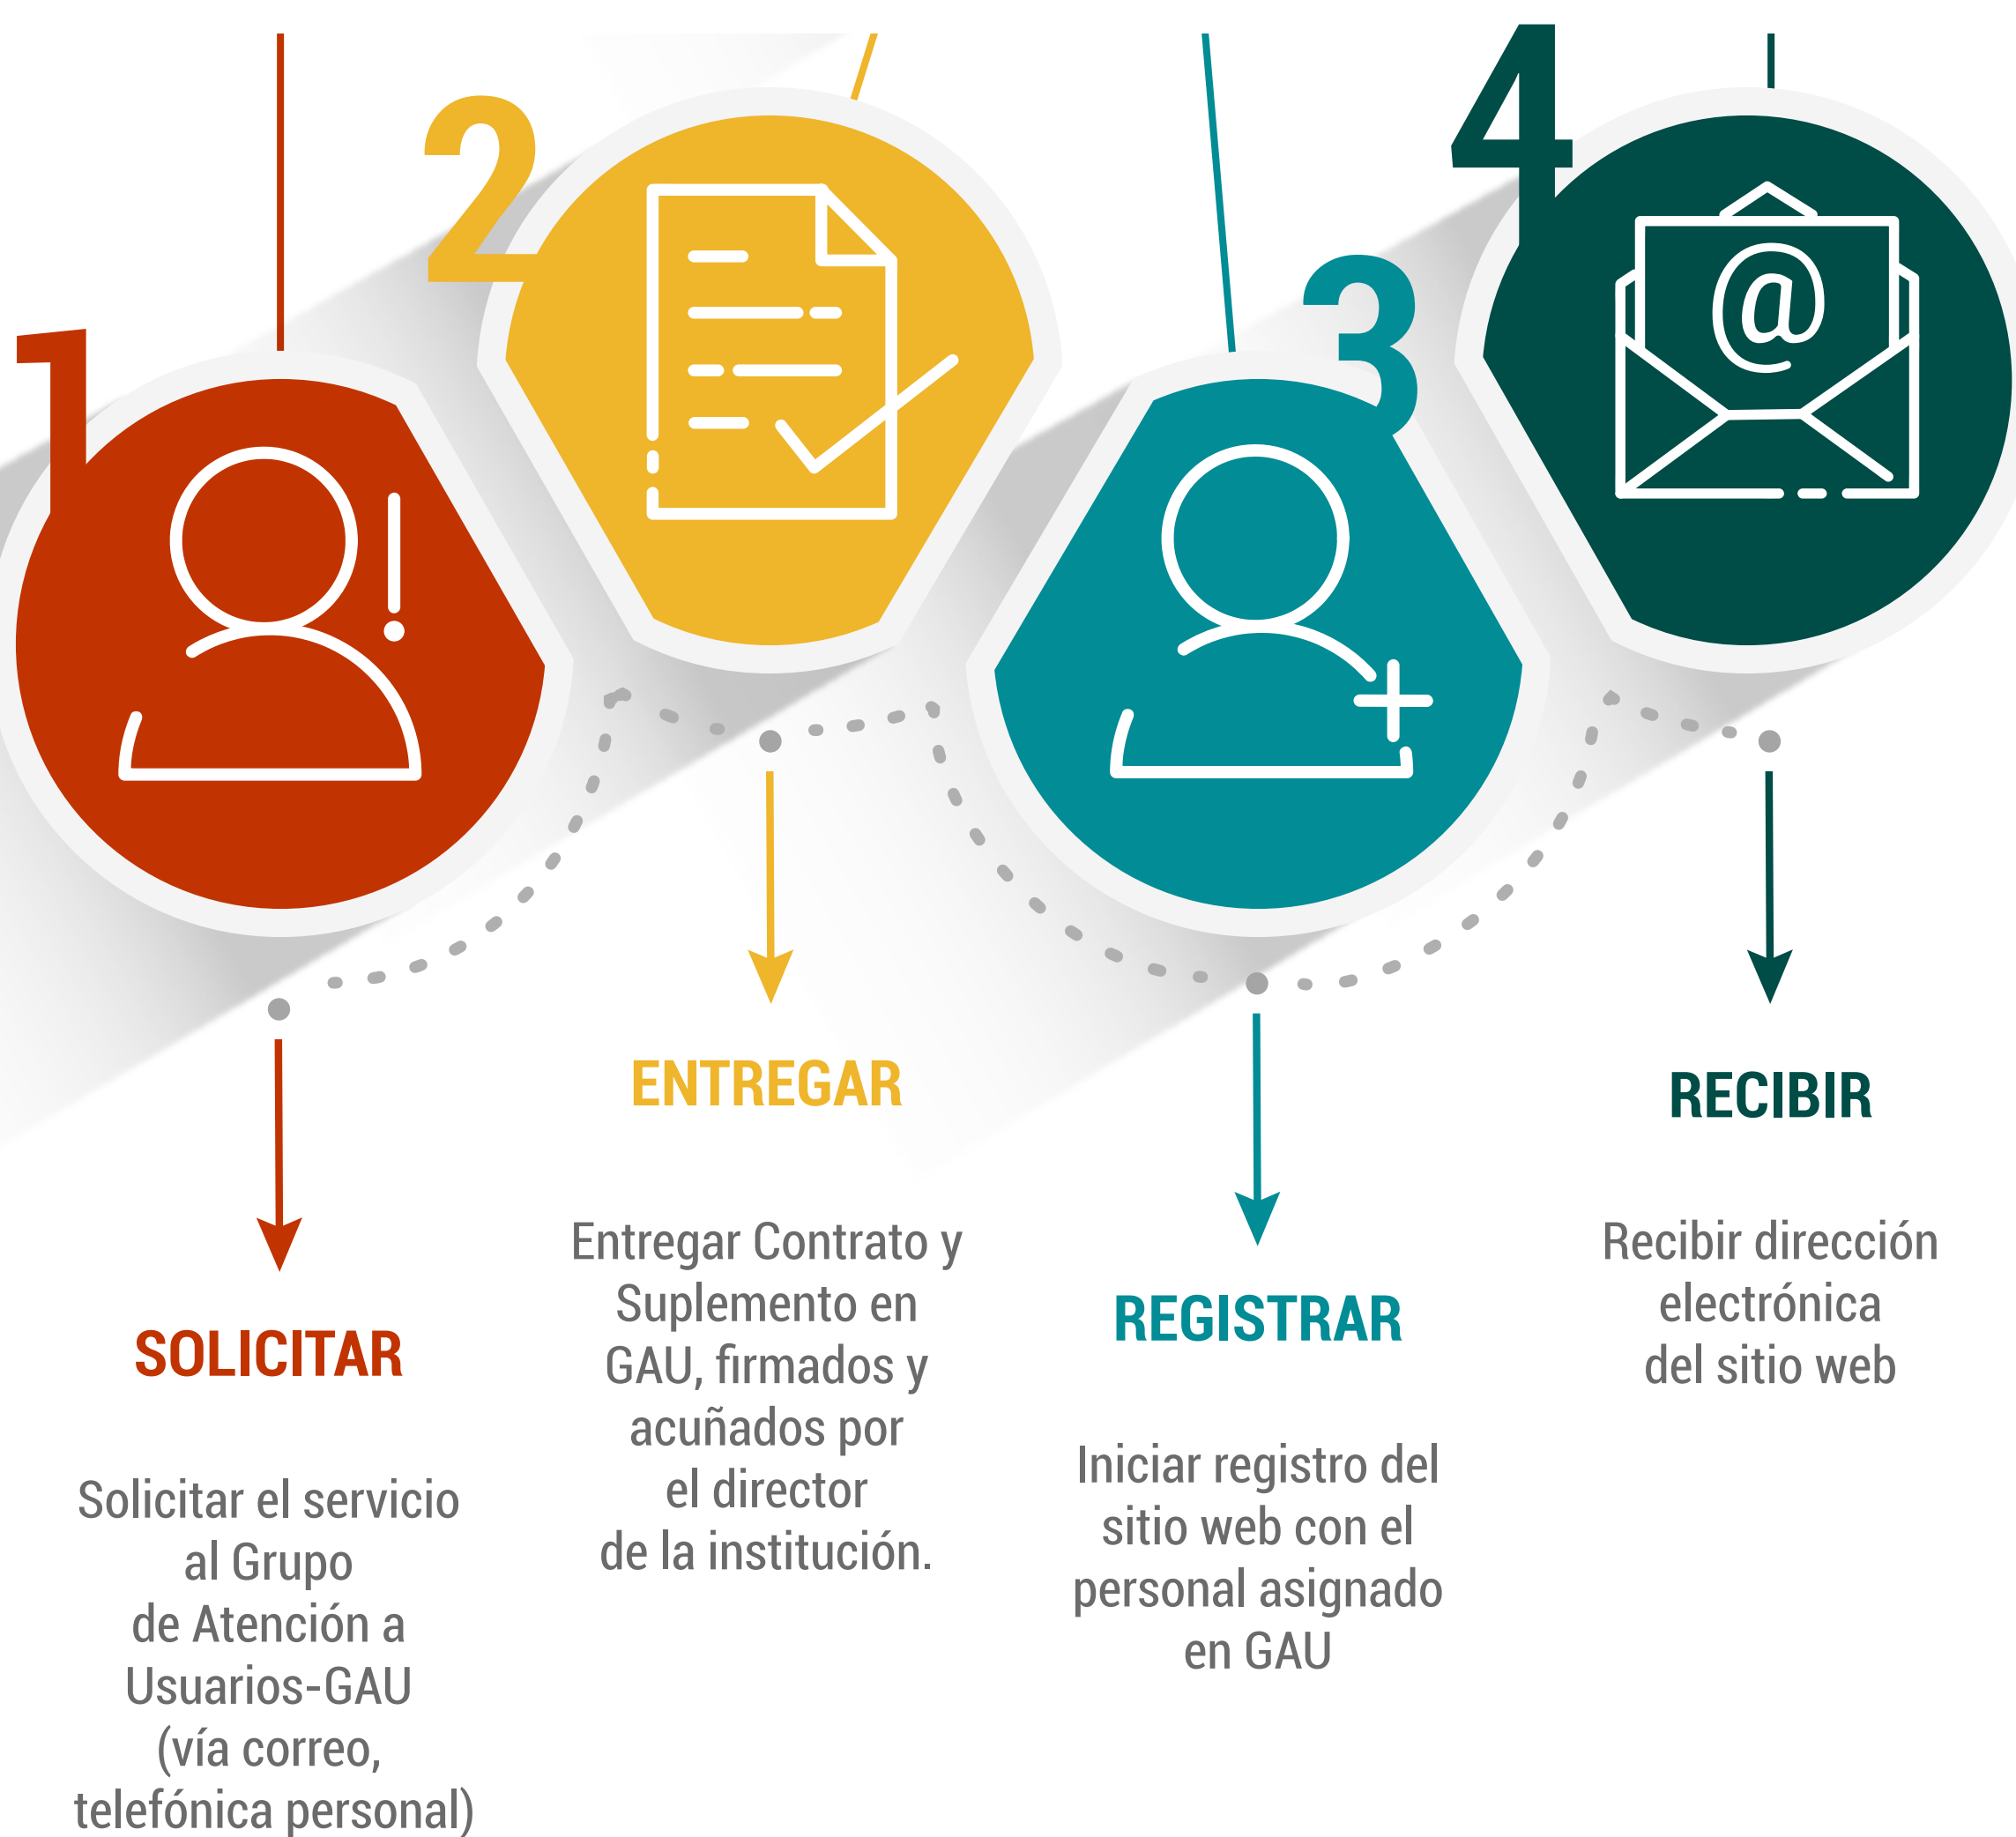 1
SOLICITAR
Solicitar el servicio
al Grupo
de Atención a
Usuarios-GAU
(vía correo,
telefónica personal)
2
ENTREGAR
Entregar Contrato y
Suplemento en
GAU, firmados y
acuñados por
el director
de la institución.
3
REGISTRAR
Iniciar registro del
sitio web con el
personal asignado
en GAU
4
@
RECIBIR
Recibir dirección
electrónica
del sitio web